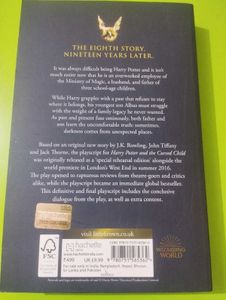 THE EIGHTH STORY.
NINETEEN YEARS LATER.
It was always difficult being Harry Potter and it isn't
much easier now that he is an overworked employee of
the Ministry of Magic, a husband, and father of
three school-age children.
While Harry grapples with a past that refuses to stay
where it belongs, his youngest son Albus must struggle
with the weight of a family legacy he never wanted.
As past and present fuse ominously, both father and
son learn the uncomfortable truth: sometimes,
darkness comes from unexpected places.
Based on an original new story by J.K. Rowling, John Tiffany
and Jack Thorne, the playscript for Harry Potter and the Cursed Child
was originally released as a 'special rehearsal edition' alongside the
world premiere in London's West End in summer 2016.
The play opened to rapturous reviews from theatre-goers and critics
alike, while the playscript became an immediate global bestseller.
This definitive and final playscript includes the conclusive
dialogue from the play, as well as extra content.
visit littlebrown.co.uk
FSC
hachette
WIZARDING
WORLD